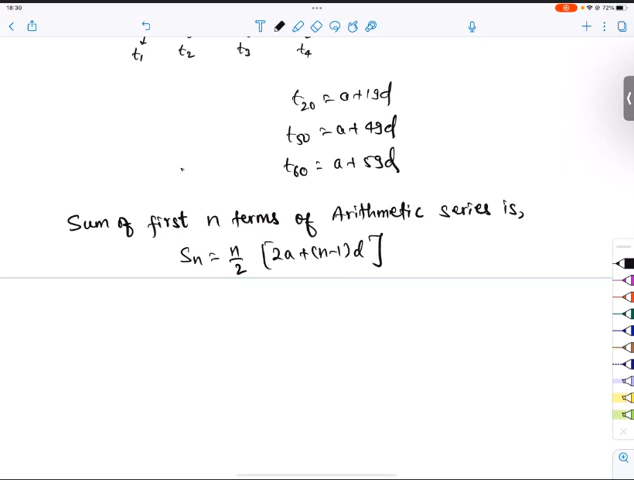 18:30
72%
t₁ t₂ t₃ t₄
t₂₀ = a+19d
t₅₀ = a+49d
t₆₀ = a+59d
Sum of first n terms of Arithmetic series is,
Sₙ = n/2 [2a+(n-1)d]